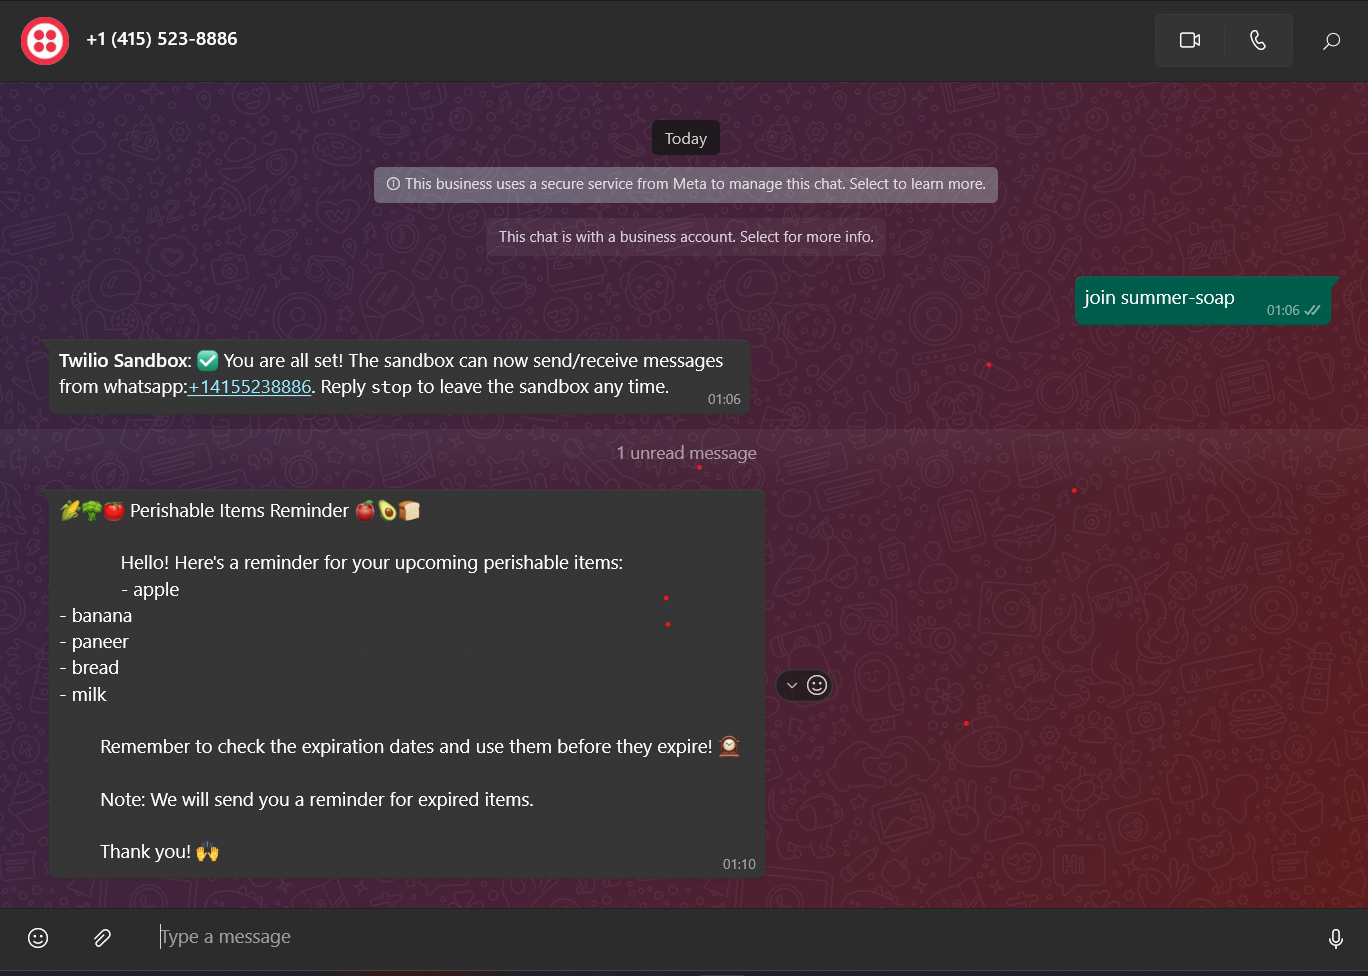 +1 (415) 523-8886
Today
This business uses a secure service from Meta to manage this chat. Select to learn more.
This chat is with a business account. Select for more info.
join summer-soap
01:06
Twilio Sandbox: ✅ You are all set! The sandbox can now send/receive messages
from whatsapp:+14155238886. Reply stop to leave the sandbox any time.
01:06
1 unread message
🌽🥦🍅 Perishable Items Reminder 🍎🥑🍞
Hello! Here's a reminder for your upcoming perishable items:
- apple
- banana
- paneer
- bread
- milk
Remember to check the expiration dates and use them before they expire! 🕰️
Note: We will send you a reminder for expired items.
Thank you! 🙌
01:10
Type a message